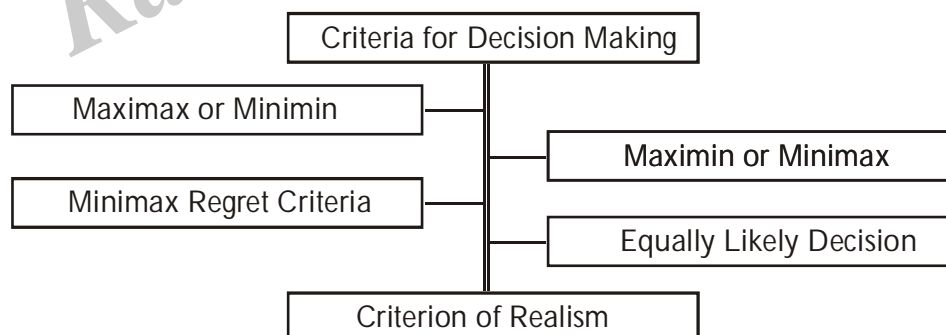 Criteria for Decision Making
Maximax or Minimin
Maximin or Minimax
Minimax Regret Criteria
Equally Likely Decision
Criterion of Realism